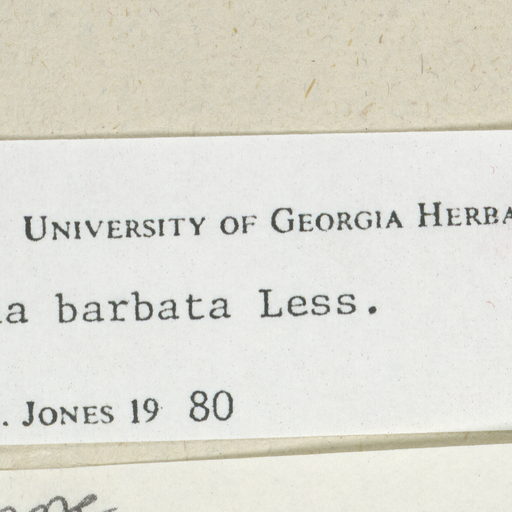 UNIVERSITY OF GEORGIA HERBA
a barbata Less.
. JONES 19 80